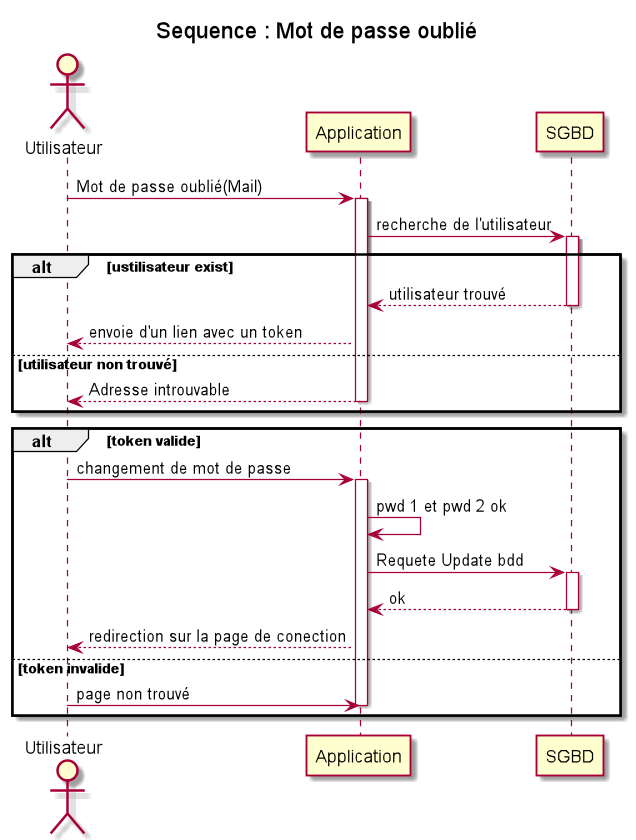 Sequence : Mot de passe oublié
Utilisateur
Application
SGBD
Mot de passe oublié(Mail)
recherche de l'utilisateur
alt
[ustilisateur exist]
utilisateur trouvé
envoie d'un lien avec un token
[utilisateur non trouvé]
Adresse introuvable
alt
[token valide]
changement de mot de passe
pwd 1 et pwd 2 ok
Requete Update bdd
ok
redirection sur la page de conection
[token invalide]
page non trouvé
Utilisateur
Application
SGBD